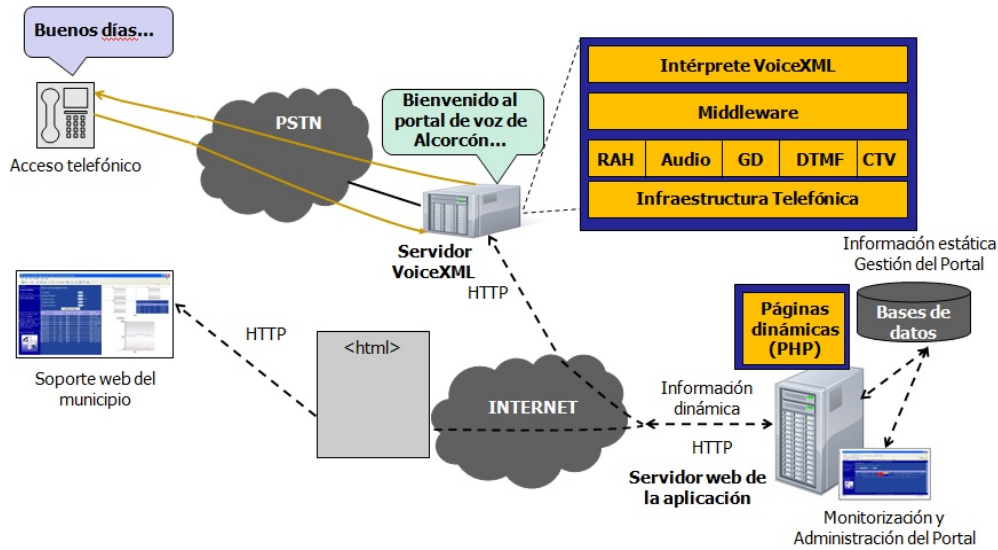 Buenos días...
Acceso telefónico
PSTN
Bienvenido al
portal de voz de
Alcorcón...
Servidor
VoiceXML
Intérprete VoiceXML
Middleware
RAH Audio GD DTMF CTV
Infraestructura Telefónica
Información estática
Gestión del Portal
HTTP
Páginas
dinámicas
(PHP)
Bases de
datos
Soporte web del
municipio
HTTP
<html>
INTERNET
Información
dinámica
HTTP
Servidor web de
la aplicación
Monitorización y
Administración del Portal